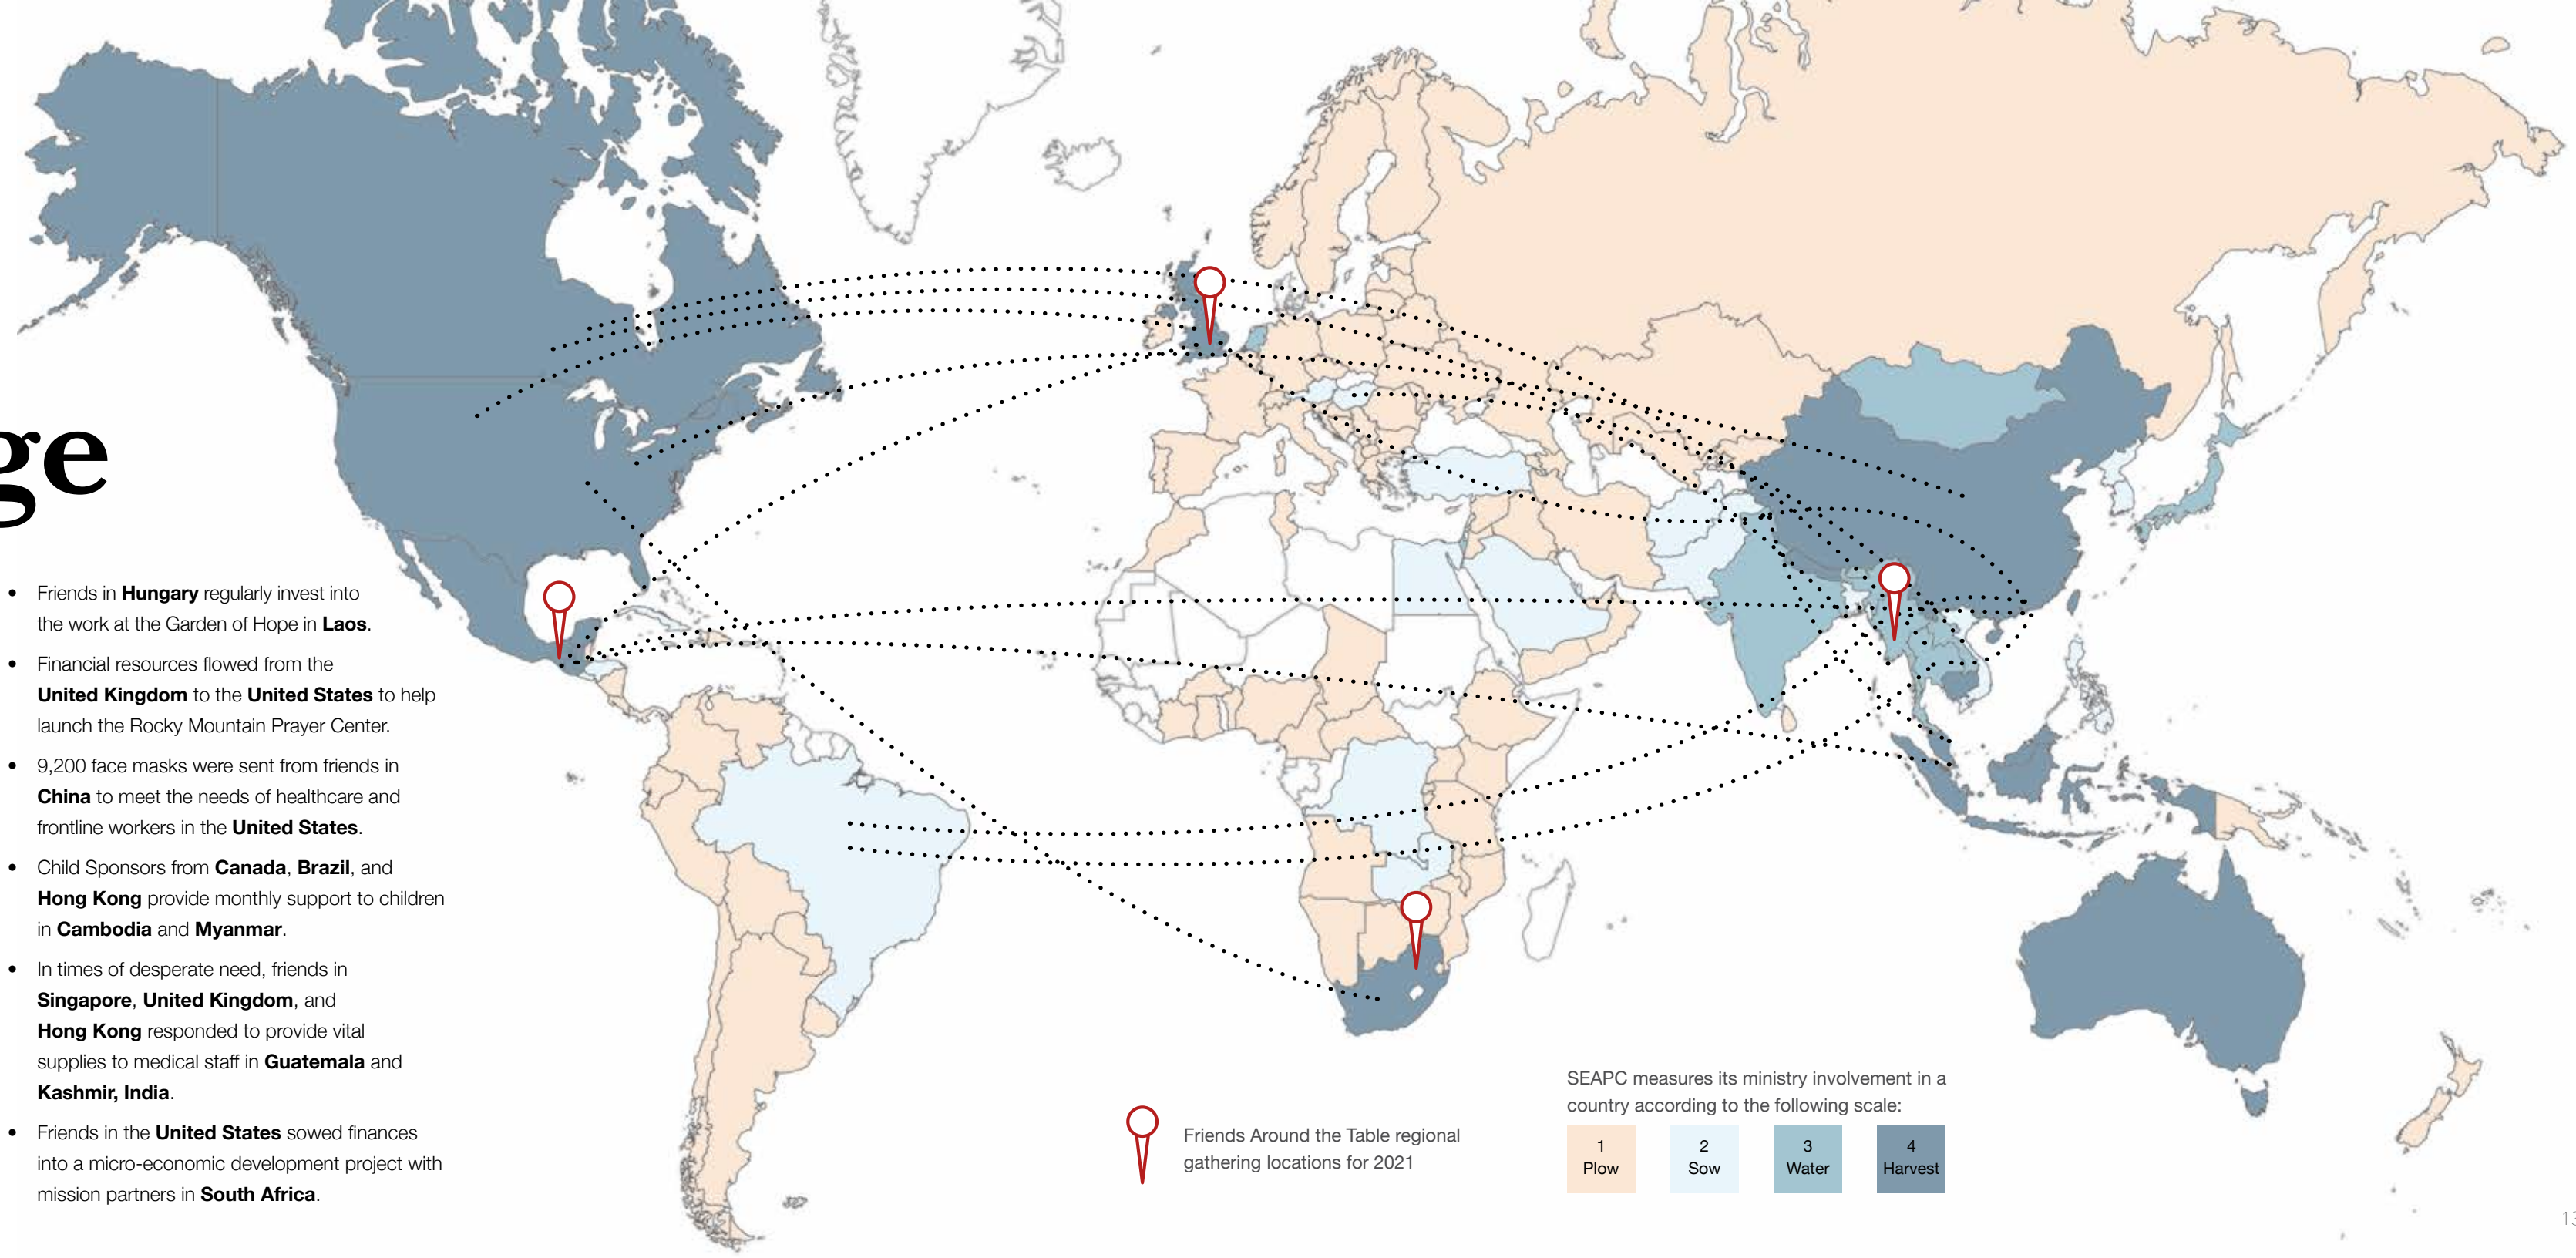 ge
• Friends in Hungary regularly invest into
the work at the Garden of Hope in Laos.
• Financial resources flowed from the
United Kingdom to the United States to help
launch the Rocky Mountain Prayer Center.
• 9,200 face masks were sent from friends in
China to meet the needs of healthcare and
frontline workers in the United States.
• Child Sponsors from Canada, Brazil, and
Hong Kong provide monthly support to children
in Cambodia and Myanmar.
• In times of desperate need, friends in
Singapore, United Kingdom, and
Hong Kong responded to provide vital
supplies to medical staff in Guatemala and
Kashmir, India.
• Friends in the United States sowed finances
into a micro-economic development project with
mission partners in South Africa.
Friends Around the Table regional
gathering locations for 2021
SEAPC measures its ministry involvement in a
country according to the following scale:
1
Plow
2
Sow
3
Water
4
Harvest
13